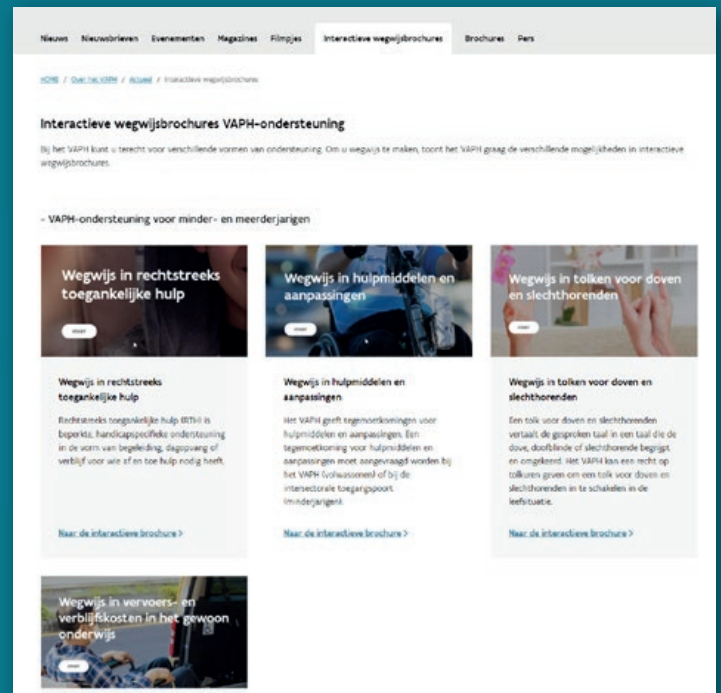 Nieuws Nieuwsbrieven Evenementen Magazines Filmpjes Interactieve wegwijsbrochures Brochures Pers
HOME / Over het VAPH / Actueel / Interactieve wegwijsbrochures
Interactieve wegwijsbrochures VAPH-ondersteuning
Bij het VAPH kunt u terecht voor verschillende vormen van ondersteuning. Om u wegwijs te maken, toont het VAPH graag de verschillende mogelijkheden in interactieve
wegwijsbrochures.
- VAPH-ondersteuning voor minder- en meerderjarigen
Wegwijs in rechtstreeks
toegankelijke hulp
START
Wegwijs in rechtstreeks
toegankelijke hulp
Rechtstreeks toegankelijke hulp (RTH) is
beperkte, handicapspecifieke ondersteuning
in de vorm van begeleiding, dagopvang of
verblijf voor wie af en toe hulp nodig heeft.
Naar de interactieve brochure >
Wegwijs in hulpmiddelen en
aanpassingen
START
Wegwijs in hulpmiddelen en
aanpassingen
Het VAPH geeft tegemoetkomingen voor
hulpmiddelen en aanpassingen. Een
tegemoetkoming voor hulpmiddelen en
aanpassingen moet aangevraagd worden bij
het VAPH (volwassenen) of bij de
intersectorale toegangspoort
(minderjarigen).
Naar de interactieve brochure >
Wegwijs in tolken voor doven
en slechthorenden
START
Wegwijs in tolken voor doven en
slechthorenden
Een tolk voor doven en slechthorenden
vertaalt de gesproken taal in een taal die de
dove, doofblinde of slechthorende begrijpt
en omgekeerd. Het VAPH kan een recht op
tolkuren geven om een tolk voor doven en
slechthorenden in te schakelen in de
leefsituatie.
Naar de interactieve brochure >
Wegwijs in vervoers- en
verblijfskosten in het gewoon
onderwijs
START